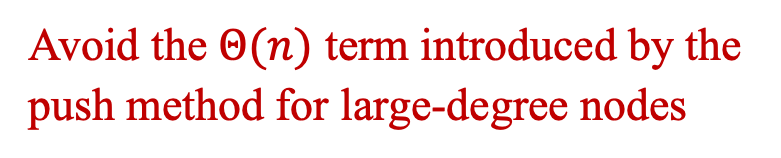 Avoid the Θ(𝑛) term introduced by the
push method for large-degree nodes